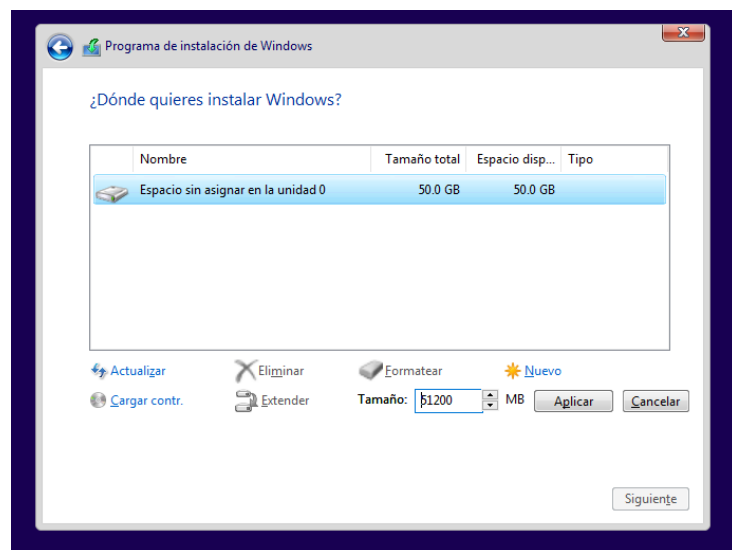 Programa de instalación de Windows
¿Dónde quieres instalar Windows?
Nombre Tamaño total Espacio disp... Tipo
Espacio sin asignar en la unidad 0 50.0 GB 50.0 GB
Actualizar Eliminar Formatear Nuevo
Cargar contr. Extender Tamaño: 51200 MB Aplicar Cancelar
Siguiente